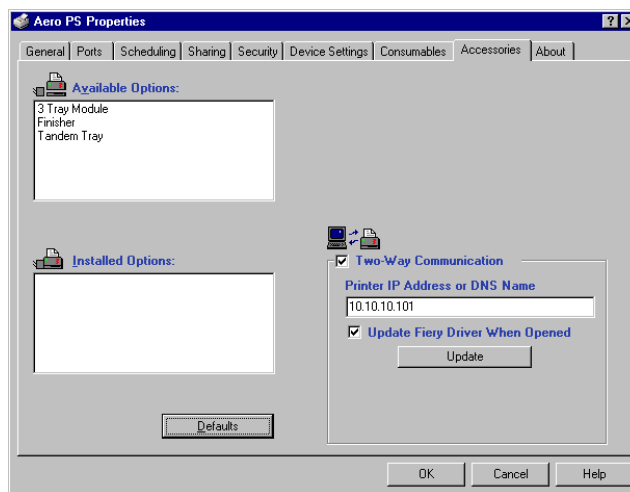 Aero PS Properties
General Ports Scheduling Sharing Security Device Settings Consumables Accessories About
Available Options:
3 Tray Module
Finisher
Tandem Tray
Installed Options:
Two-Way Communication
Printer IP Address or DNS Name
10.10.10.101
Update Fiery Driver When Opened
Update
Defaults
OK Cancel Help